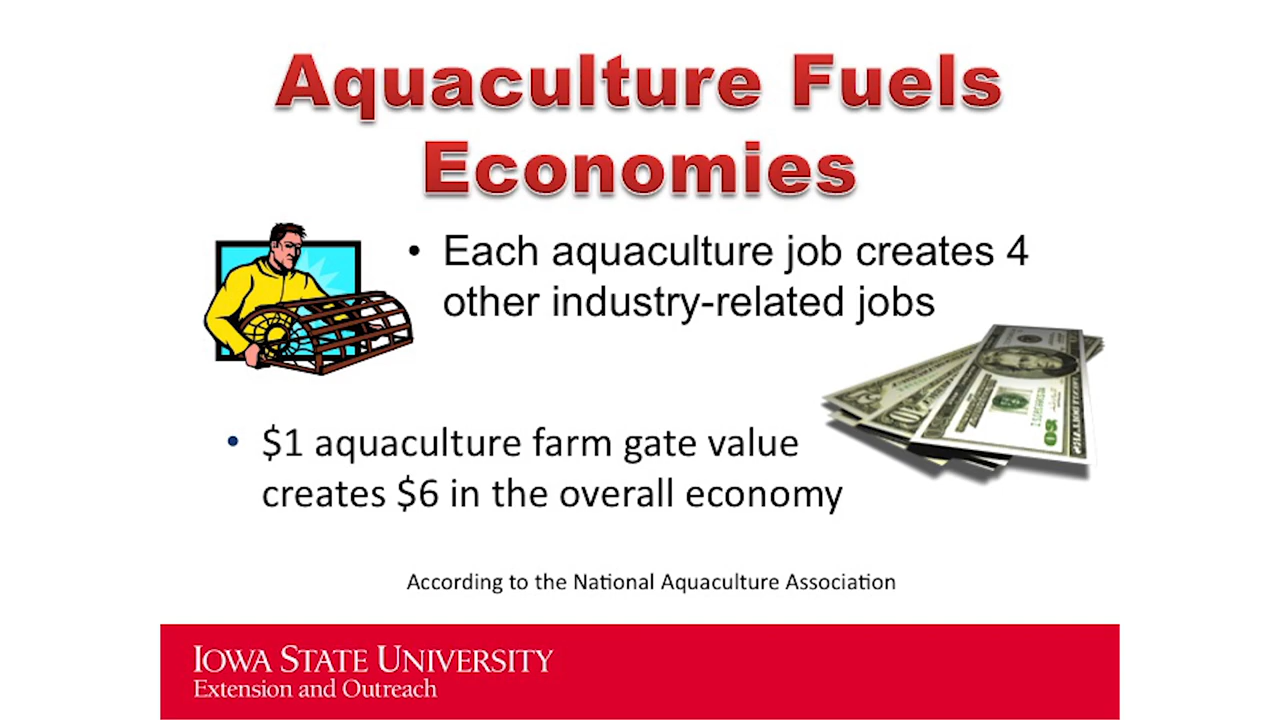 Aquaculture Fuels
Economies
• Each aquaculture job creates 4
other industry-related jobs
• $1 aquaculture farm gate value
creates $6 in the overall economy
According to the National Aquaculture Association
IOWA STATE UNIVERSITY
Extension and Outreach